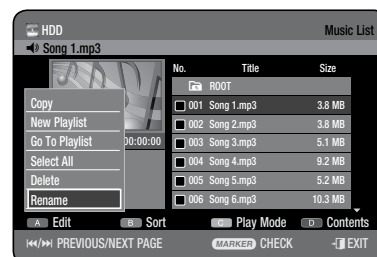 HDD Music List
Song 1.mp3
No. Title Size
ROOT
001 Song 1.mp3 3.8 MB
002 Song 2.mp3 3.8 MB
003 Song 3.mp3 5.1 MB
004 Song 4.mp3 9.2 MB
005 Song 5.mp3 5.2 MB
006 Song 6.mp3 10.3 MB
Copy
New Playlist
Go To Playlist
Select All
Delete
Rename
00:00:00
A Edit B Sort C Play Mode D Contents
PREVIOUS/NEXT PAGE MARKER CHECK EXIT